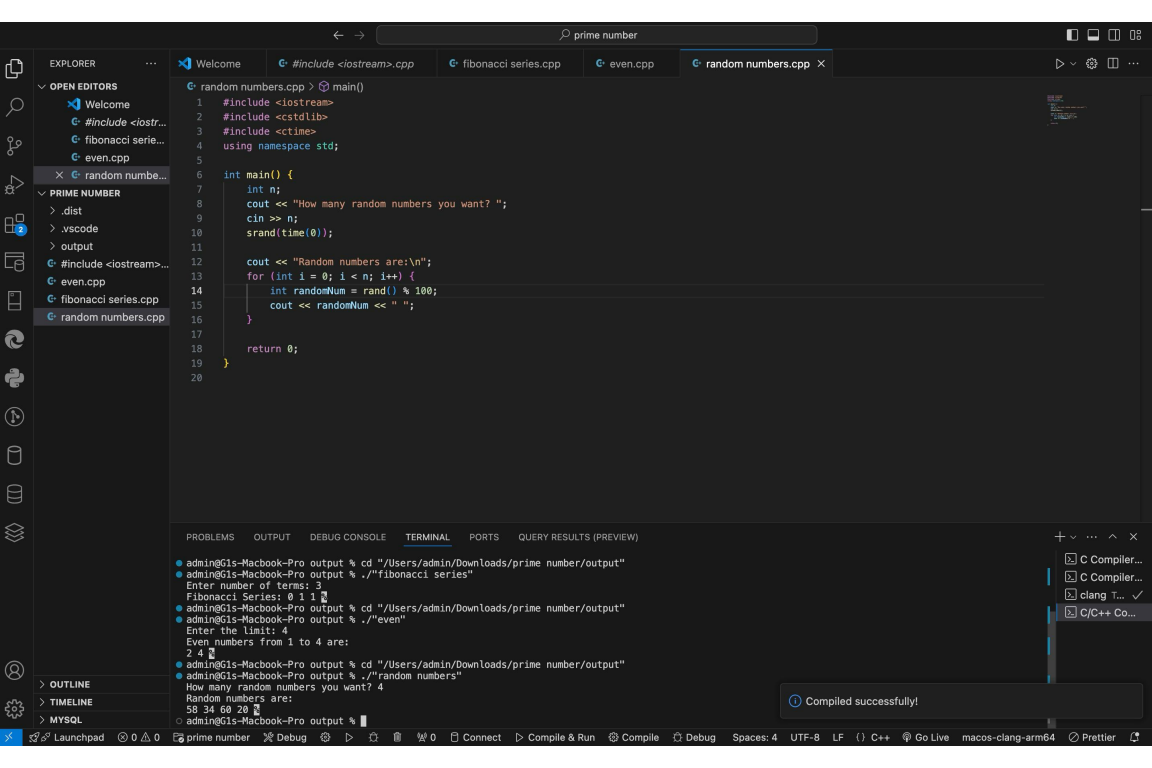 prime number
EXPLORER ...
Welcome
#include <iostream>.cpp
fibonacci series.cpp
even.cpp
random numbers.cpp
OPEN EDITORS
Welcome
#include <iostr...
fibonacci serie...
even.cpp
random numbe...
PRIME NUMBER
.dist
.vscode
output
#include <iostream>...
even.cpp
fibonacci series.cpp
random numbers.cpp
2
random numbers.cpp > main()
1 #include <iostream>
2 #include <cstdlib>
3 #include <ctime>
4 using namespace std;
5
6 int main() {
7 int n;
8 cout << "How many random numbers you want? ";
9 cin >> n;
10 srand(time(0));
11
12 cout << "Random numbers are:\n";
13 for (int i = 0; i < n; i++) {
14 int randomNum = rand() % 100;
15 cout << randomNum << " ";
16 }
17
18 return 0;
19 }
20
PROBLEMS OUTPUT DEBUG CONSOLE TERMINAL PORTS QUERY RESULTS (PREVIEW)
admin@G1s-Macbook-Pro output % cd "/Users/admin/Downloads/prime number/output"
admin@G1s-Macbook-Pro output % ./"fibonacci series"
Enter number of terms: 3
Fibonacci Series: 0 1 1 %
admin@G1s-Macbook-Pro output % cd "/Users/admin/Downloads/prime number/output"
admin@G1s-Macbook-Pro output % ./"even"
Enter the limit: 4
Even numbers from 1 to 4 are:
2 4 %
admin@G1s-Macbook-Pro output % cd "/Users/admin/Downloads/prime number/output"
admin@G1s-Macbook-Pro output % ./"random numbers"
How many random numbers you want? 4
Random numbers are:
58 34 60 20 %
admin@G1s-Macbook-Pro output %
C Compiler...
C Compiler...
clang T...
C/C++ Co...
Compiled successfully!
OUTLINE
TIMELINE
MYSQL
Launchpad 0 0 prime number Debug 0 Connect Compile & Run Compile Debug Spaces: 4 UTF-8 LF {} C++ Go Live macos-clang-arm64 Prettier